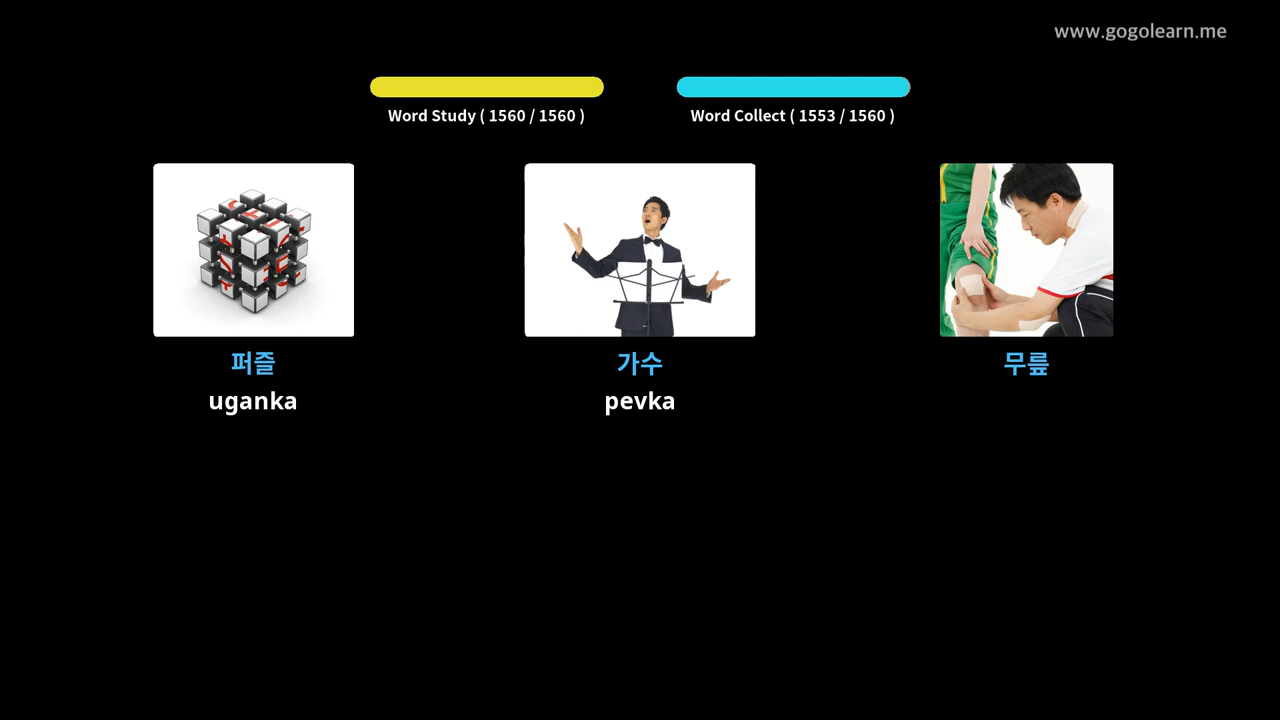 www.gogolearn.me
Word Study ( 1560 / 1560 )
Word Collect ( 1553 / 1560 )
퍼즐
가수
무릎
uganka
pevka